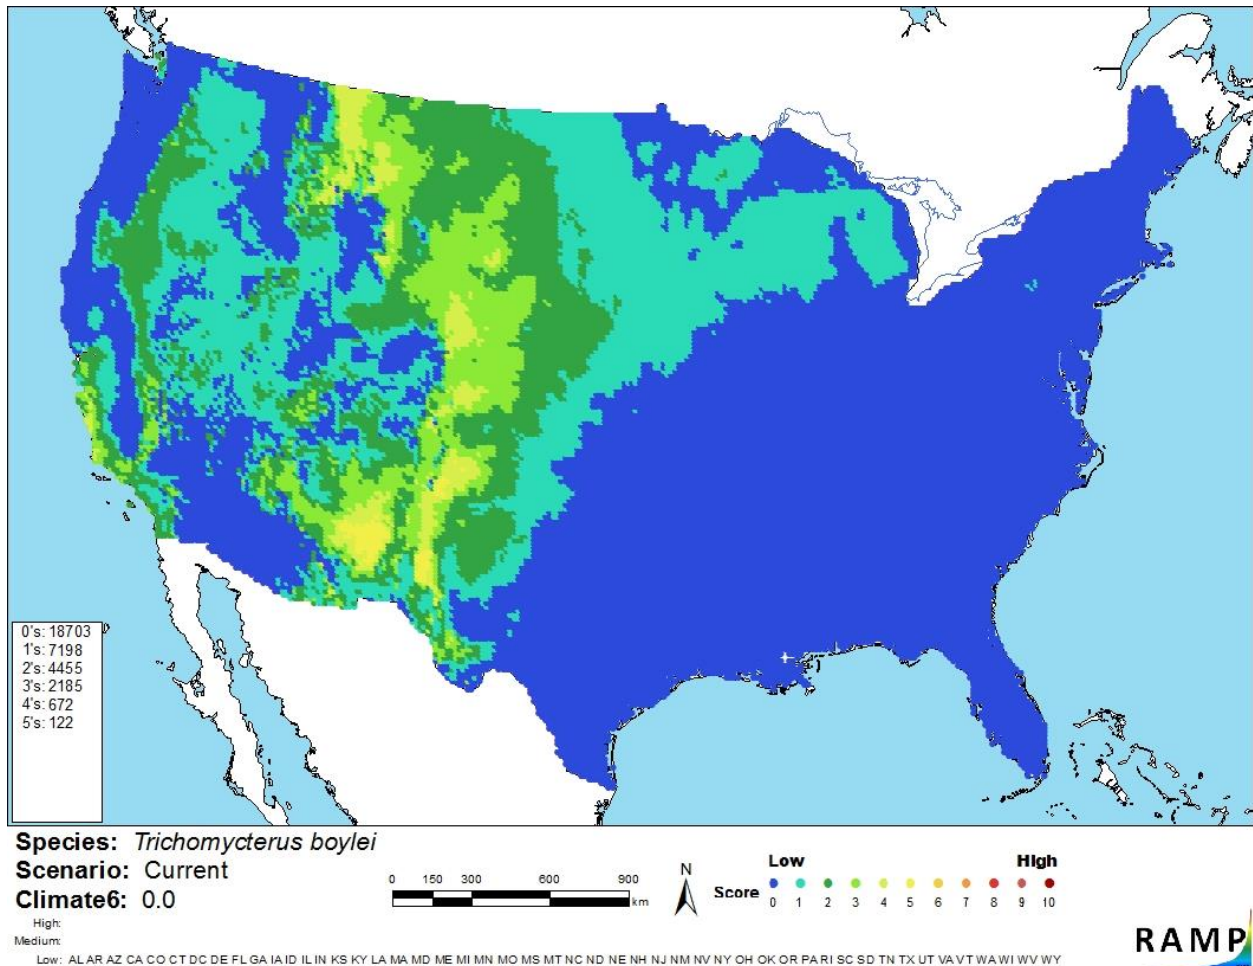 0's: 18703
1's: 7198
2's: 4455
3's: 2185
4's: 672
5's: 122
Species: Trichomycterus boylei
Scenario: Current
Climate6: 0.0
High:
Medium:
Low: AL AR AZ CA CO CT DC DE FL GA IA ID IL IN KS KY LA MA MD ME MI MN MO MS MT NC ND NE NH NJ NM NV NY OH OK OR PA RI SC SD TN TX UT VA VT WA WI WV WY
0 150 300 600 900
km
N
Low High
Score
0 1 2 3 4 5 6 7 8 9 10
RAMP